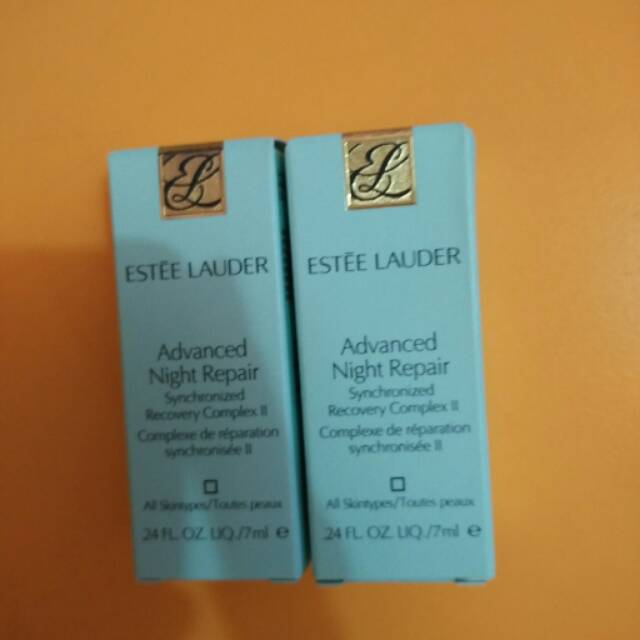 EL
ESTĒE LAUDER
Advanced
Night Repair
Synchronized
Recovery Complex II
Complexe de réparation
synchronisée II
All Skintypes/Toutes peaux
.24 FL. OZ. LIQ./7ml e
EL
ESTĒE LAUDER
Advanced
Night Repair
Synchronized
Recovery Complex II
Complexe de réparation
synchronisée II
All Skintypes/Toutes peaux
.24 FL. OZ. LIQ./7ml e